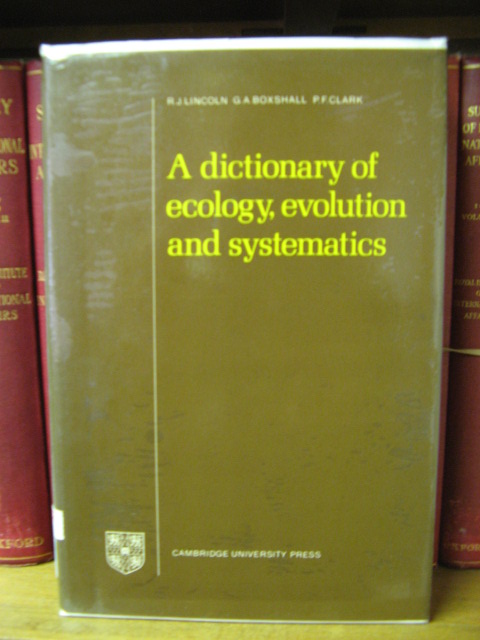 R.J. LINCOLN G.A BOXSHALL P.F. CLARK
A dictionary of
ecology, evolution
and systematics
CAMBRIDGE UNIVERSITY PRESS